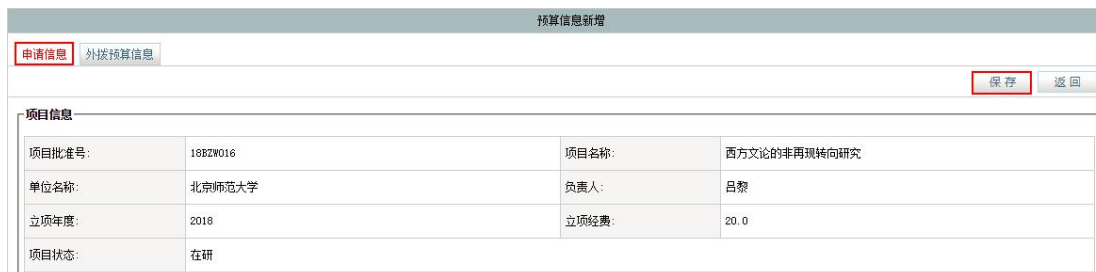 预算信息新增
申请信息 外拨预算信息
保存 返回
项目信息
项目批准号: 18BZW016 项目名称: 西方文论的非再现转向研究
单位名称: 北京师范大学 负责人: 吕黎
立项年度: 2018 立项经费: 20.0
项目状态: 在研